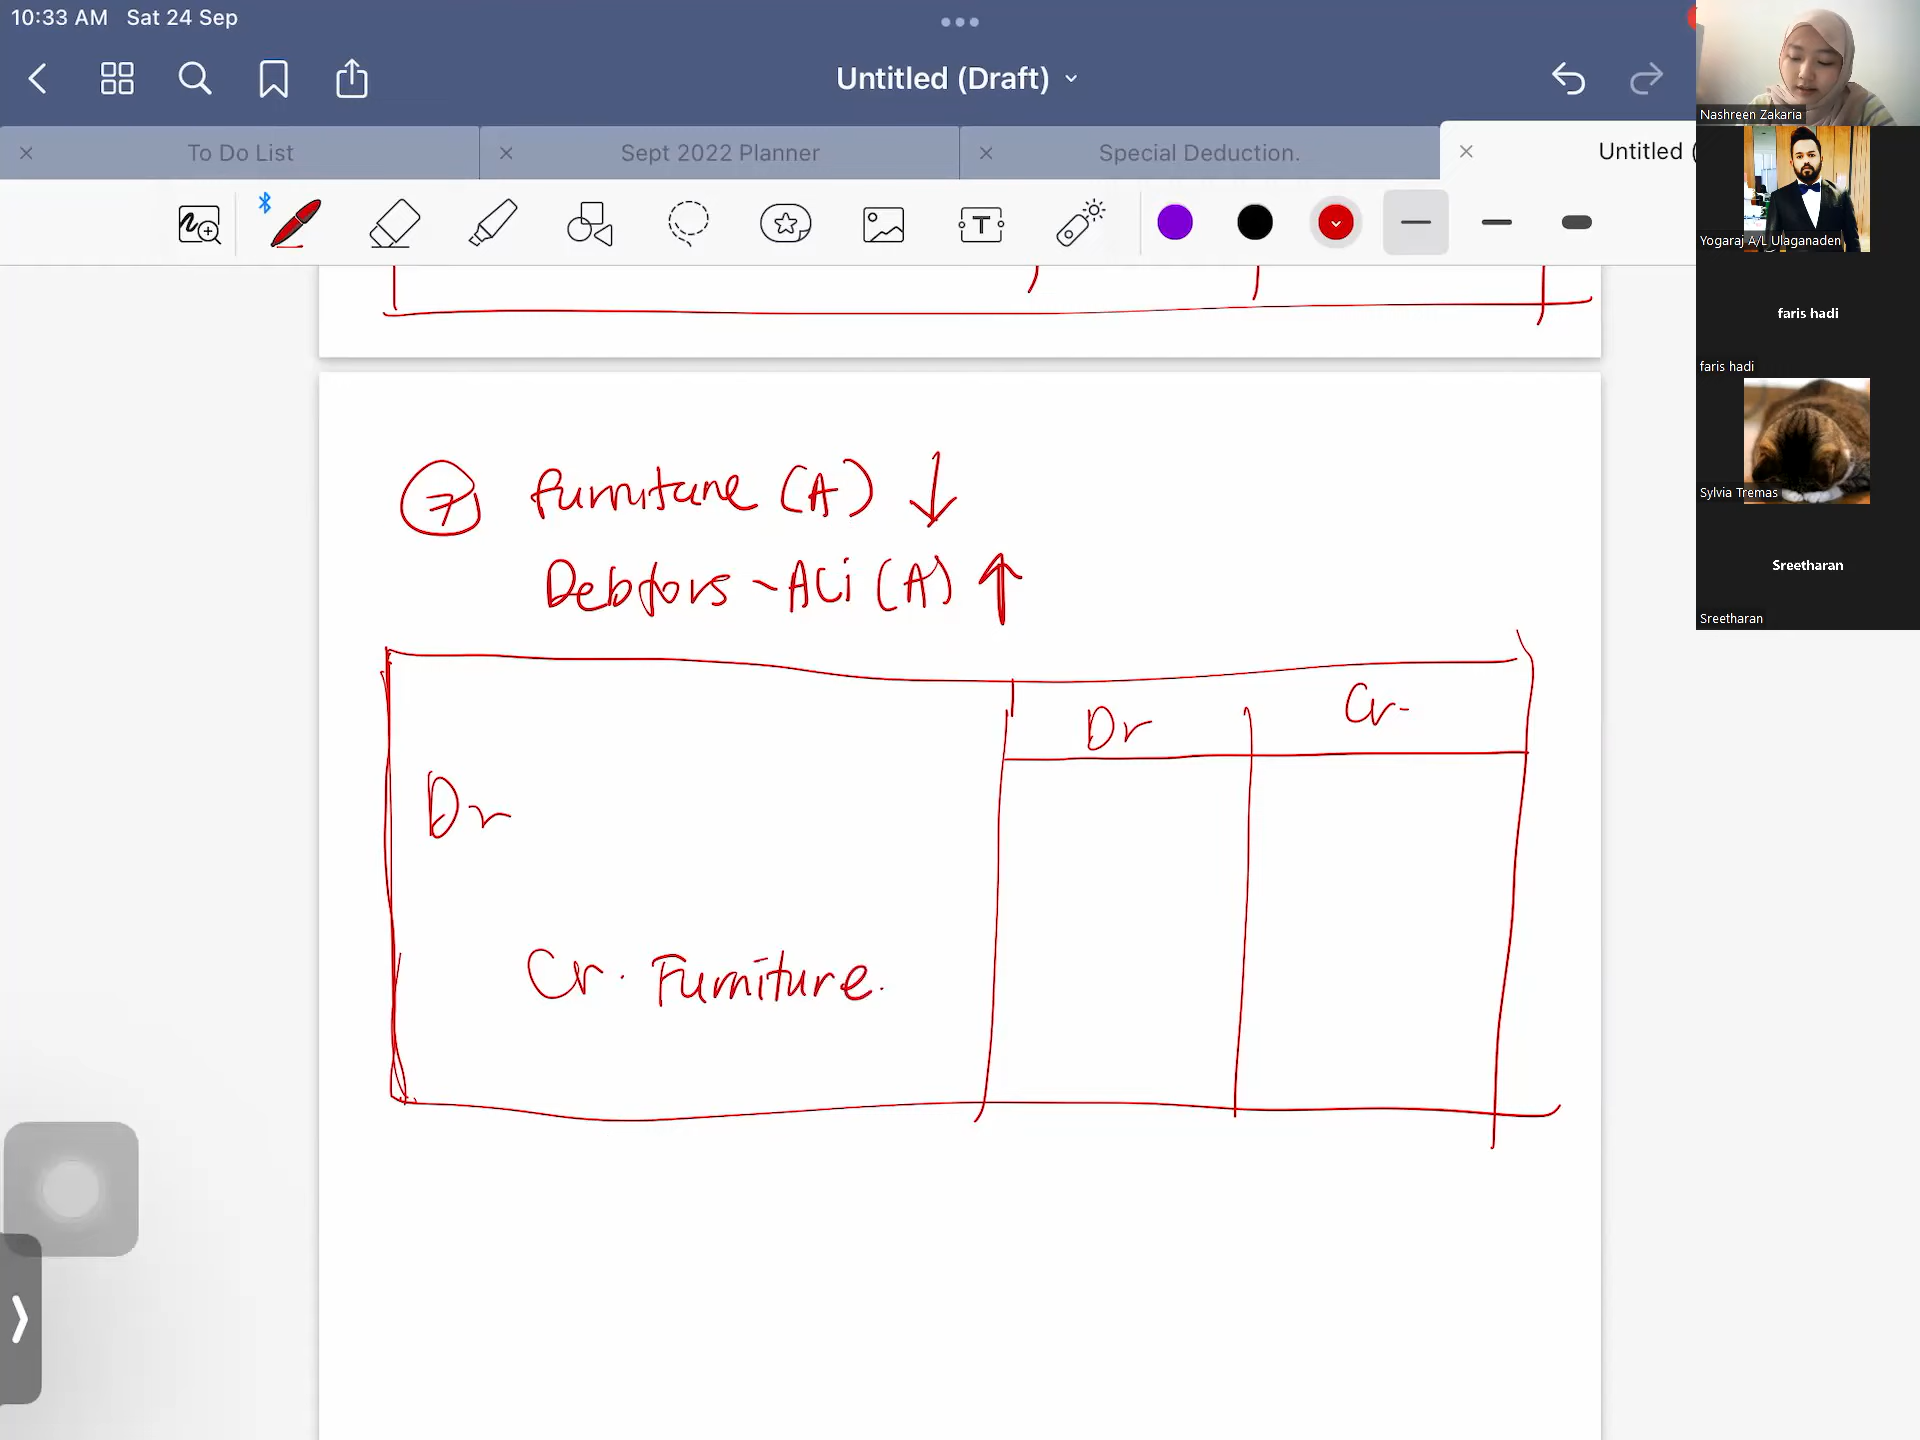 10:33 AM Sat 24 Sep
Untitled (Draft)
To Do List
Sept 2022 Planner
Special Deduction.
Untitled (
T
Nashreen Zakaria
Yogaraj A/L Ulaganaden
faris hadi
faris hadi
Sylvia Tremas
Sreetharan
Sreetharan
7 furniture (A) ↓
Debtors - Ali (A) ↑
Dr Cr.
Dr
Cr. Furniture.